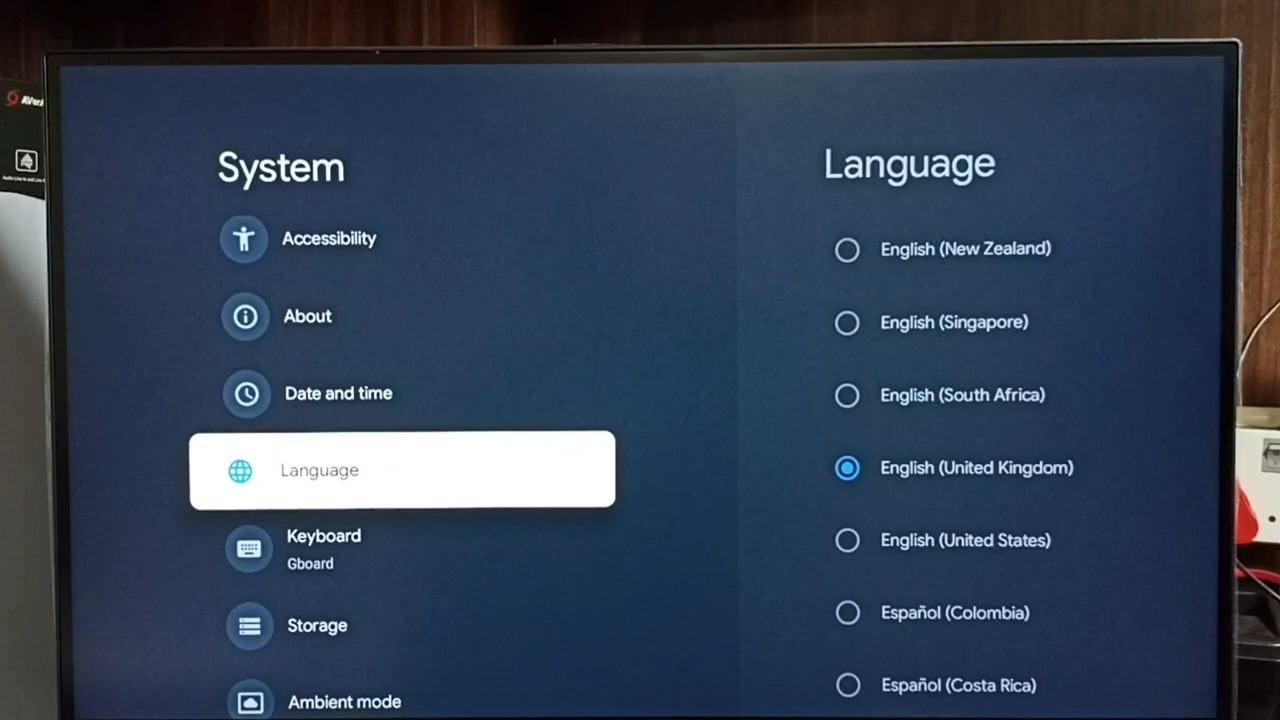 System
Accessibility
About
Date and time
Language
Keyboard
Gboard
Storage
Ambient mode
Language
English (New Zealand)
English (Singapore)
English (South Africa)
English (United Kingdom)
English (United States)
Español (Colombia)
Español (Costa Rica)